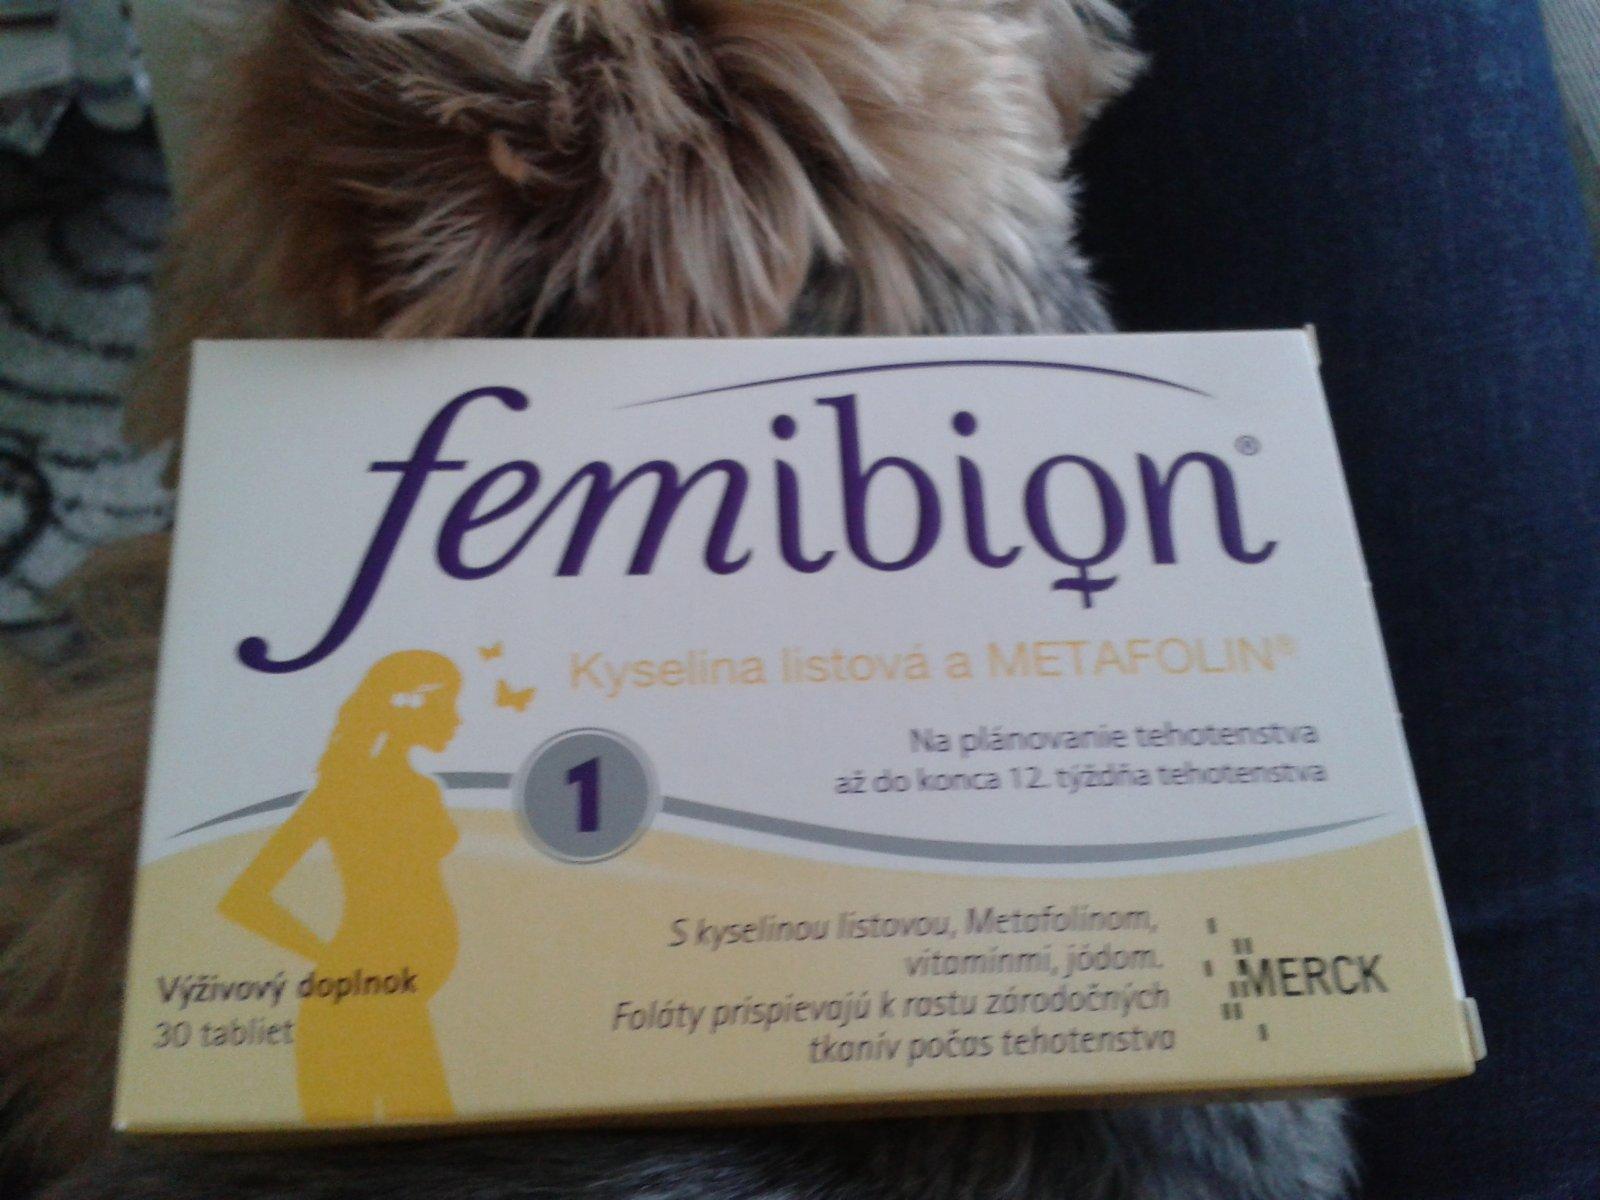 femibion®
Kyselina listová a METAFOLIN®
1
Na plánovanie tehotenstva
až do konca 12. týždňa tehotenstva
S kyselinou listovou, Metafolínom,
vitamínmi, jódom.
Foláty prispievajú k rastu zárodočných
tkanív počas tehotenstva
MERCK
Výživový doplnok
30 tabliet